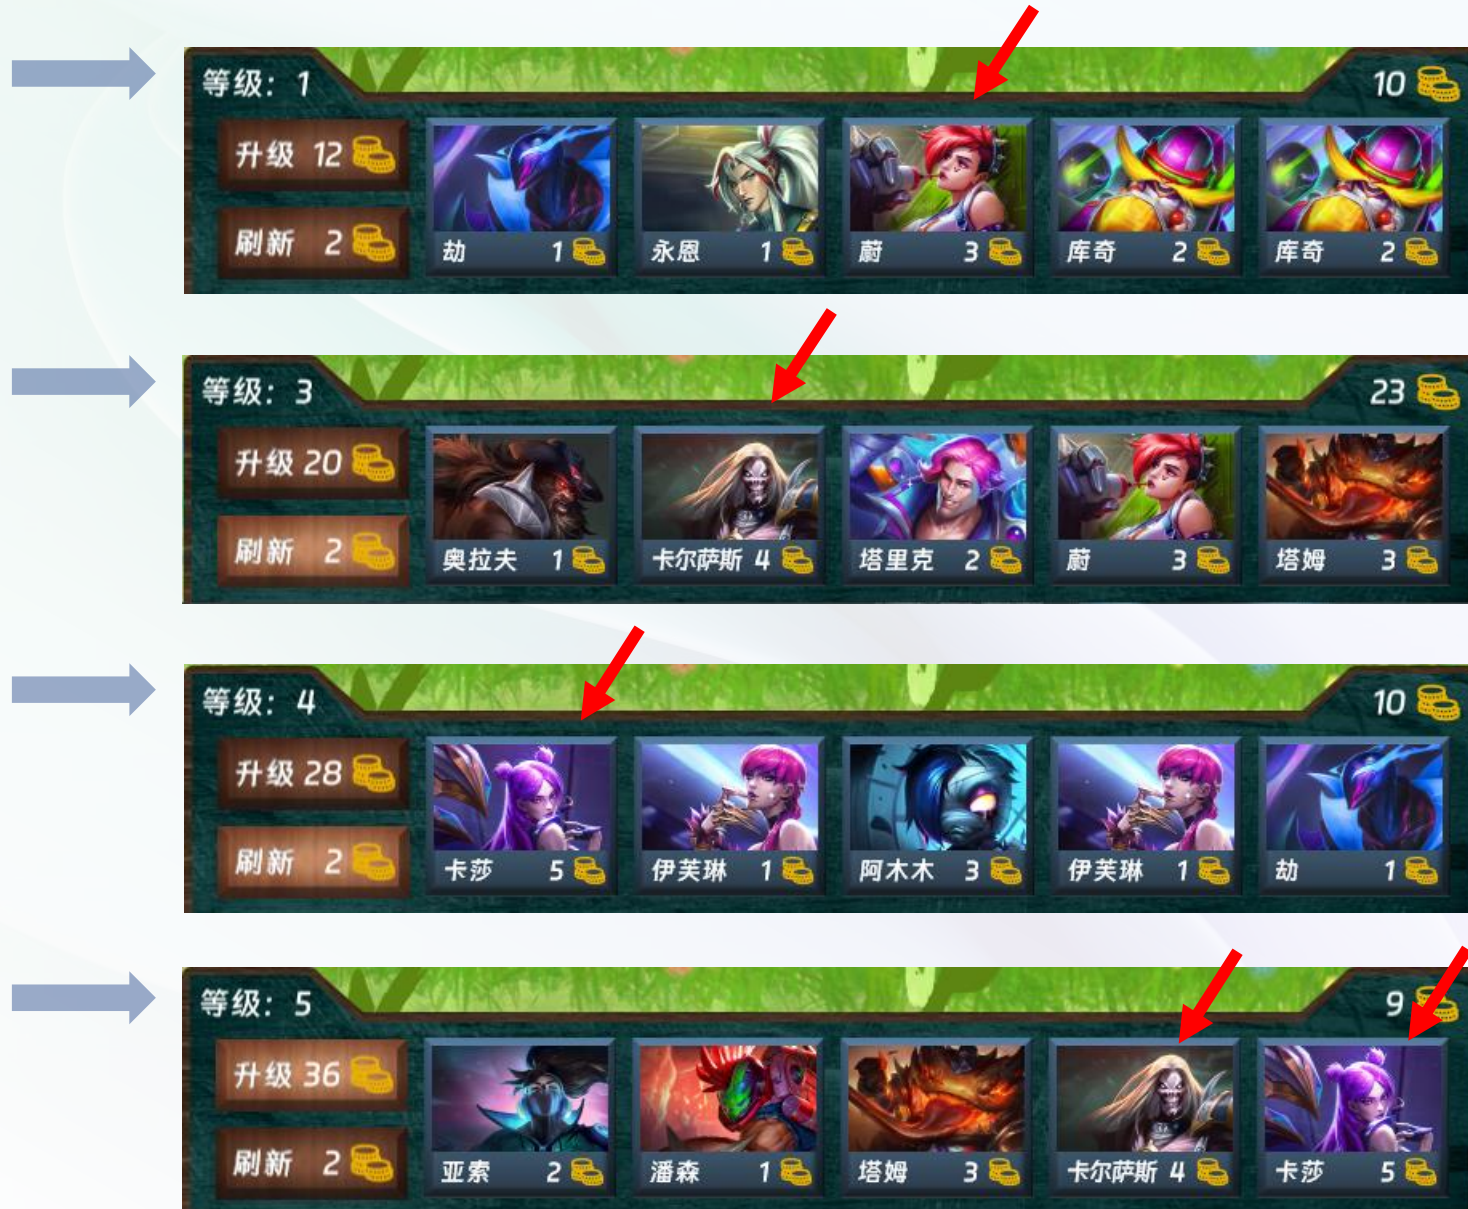 等级：1
10
升级 12
刷新 2
劫 1
永恩 1
蔚 3
库奇 2
库奇 2
等级：3
23
升级 20
刷新 2
奥拉夫 1
卡尔萨斯 4
塔里克 2
蔚 3
塔姆 3
等级：4
10
升级 28
刷新 2
卡莎 5
伊芙琳 1
阿木木 3
伊芙琳 1
劫 1
等级：5
9
升级 36
刷新 2
亚索 2
潘森 1
塔姆 3
卡尔萨斯 4
卡莎 5